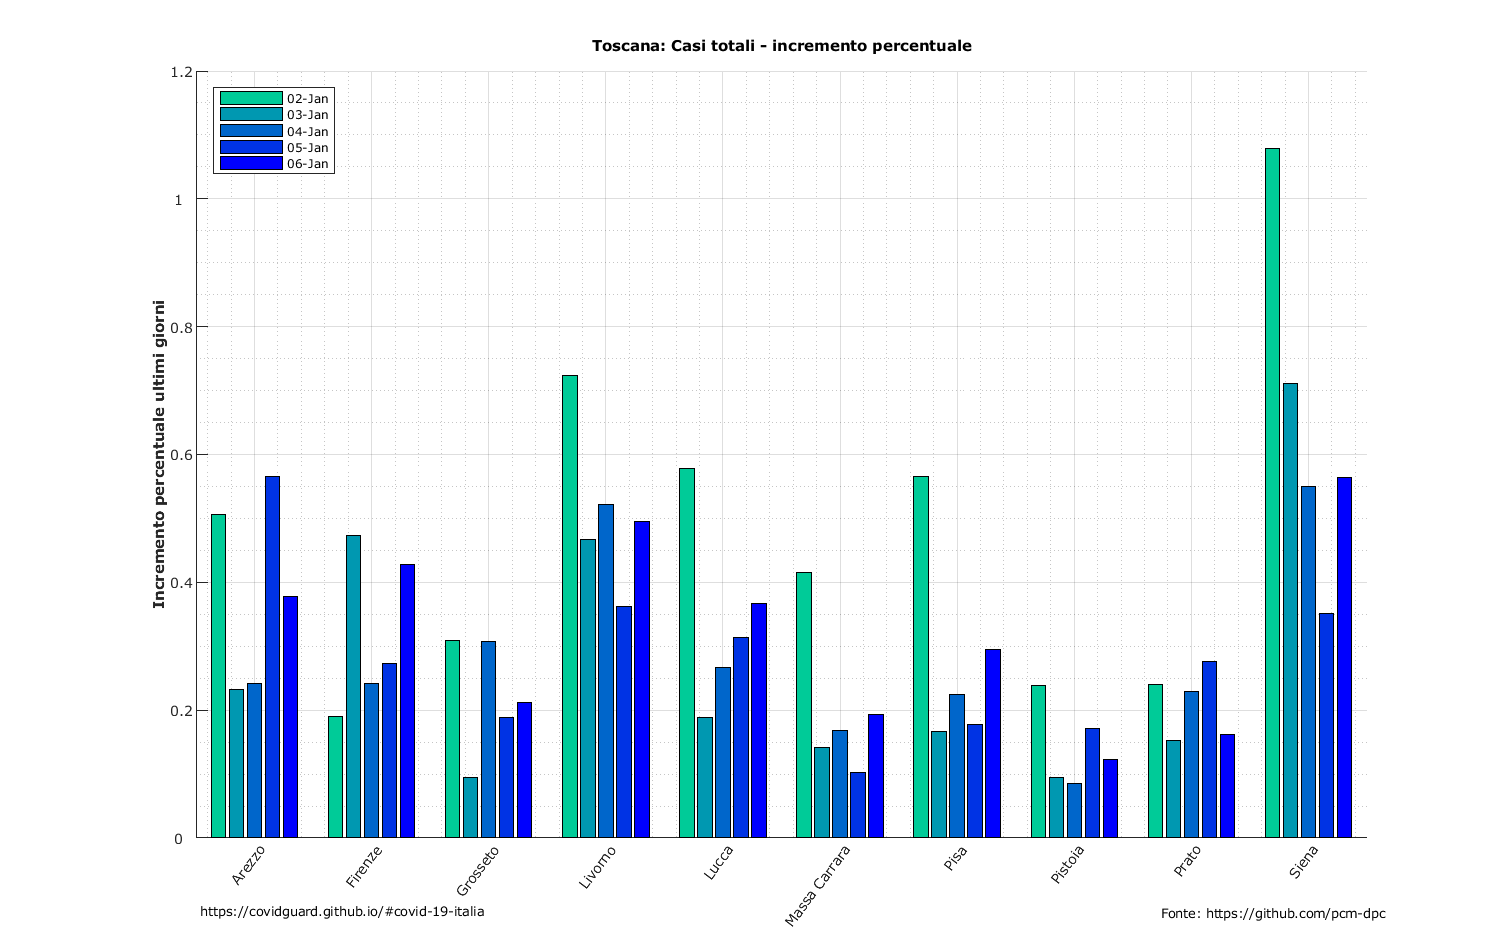 Toscana: Casi totali - incremento percentuale
Incremento percentuale ultimi giorni
1.2
1
0.8
0.6
0.4
0.2
0
02-Jan
03-Jan
04-Jan
05-Jan
06-Jan
Arezzo
Firenze
Grosseto
Livorno
Lucca
Massa Carrara
Pisa
Pistoia
Prato
Siena
https://covidguard.github.io/#covid-19-italia
Fonte: https://github.com/pcm-dpc